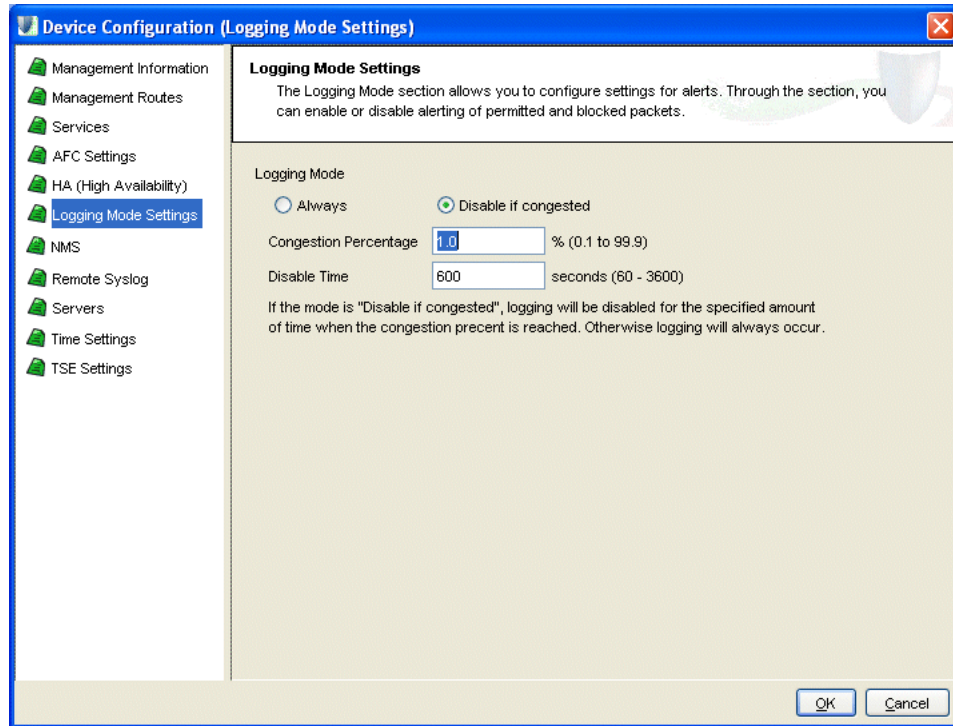 Device Configuration (Logging Mode Settings)
Management Information
Management Routes
Services
AFC Settings
HA (High Availability)
Logging Mode Settings
NMS
Remote Syslog
Servers
Time Settings
TSE Settings
Logging Mode Settings
The Logging Mode section allows you to configure settings for alerts. Through the section, you
can enable or disable alerting of permitted and blocked packets.
Logging Mode
Always Disable if congested
Congestion Percentage 1.0 % (0.1 to 99.9)
Disable Time 600 seconds (60 - 3600)
If the mode is "Disable if congested", logging will be disabled for the specified amount
of time when the congestion precent is reached. Otherwise logging will always occur.
OK Cancel